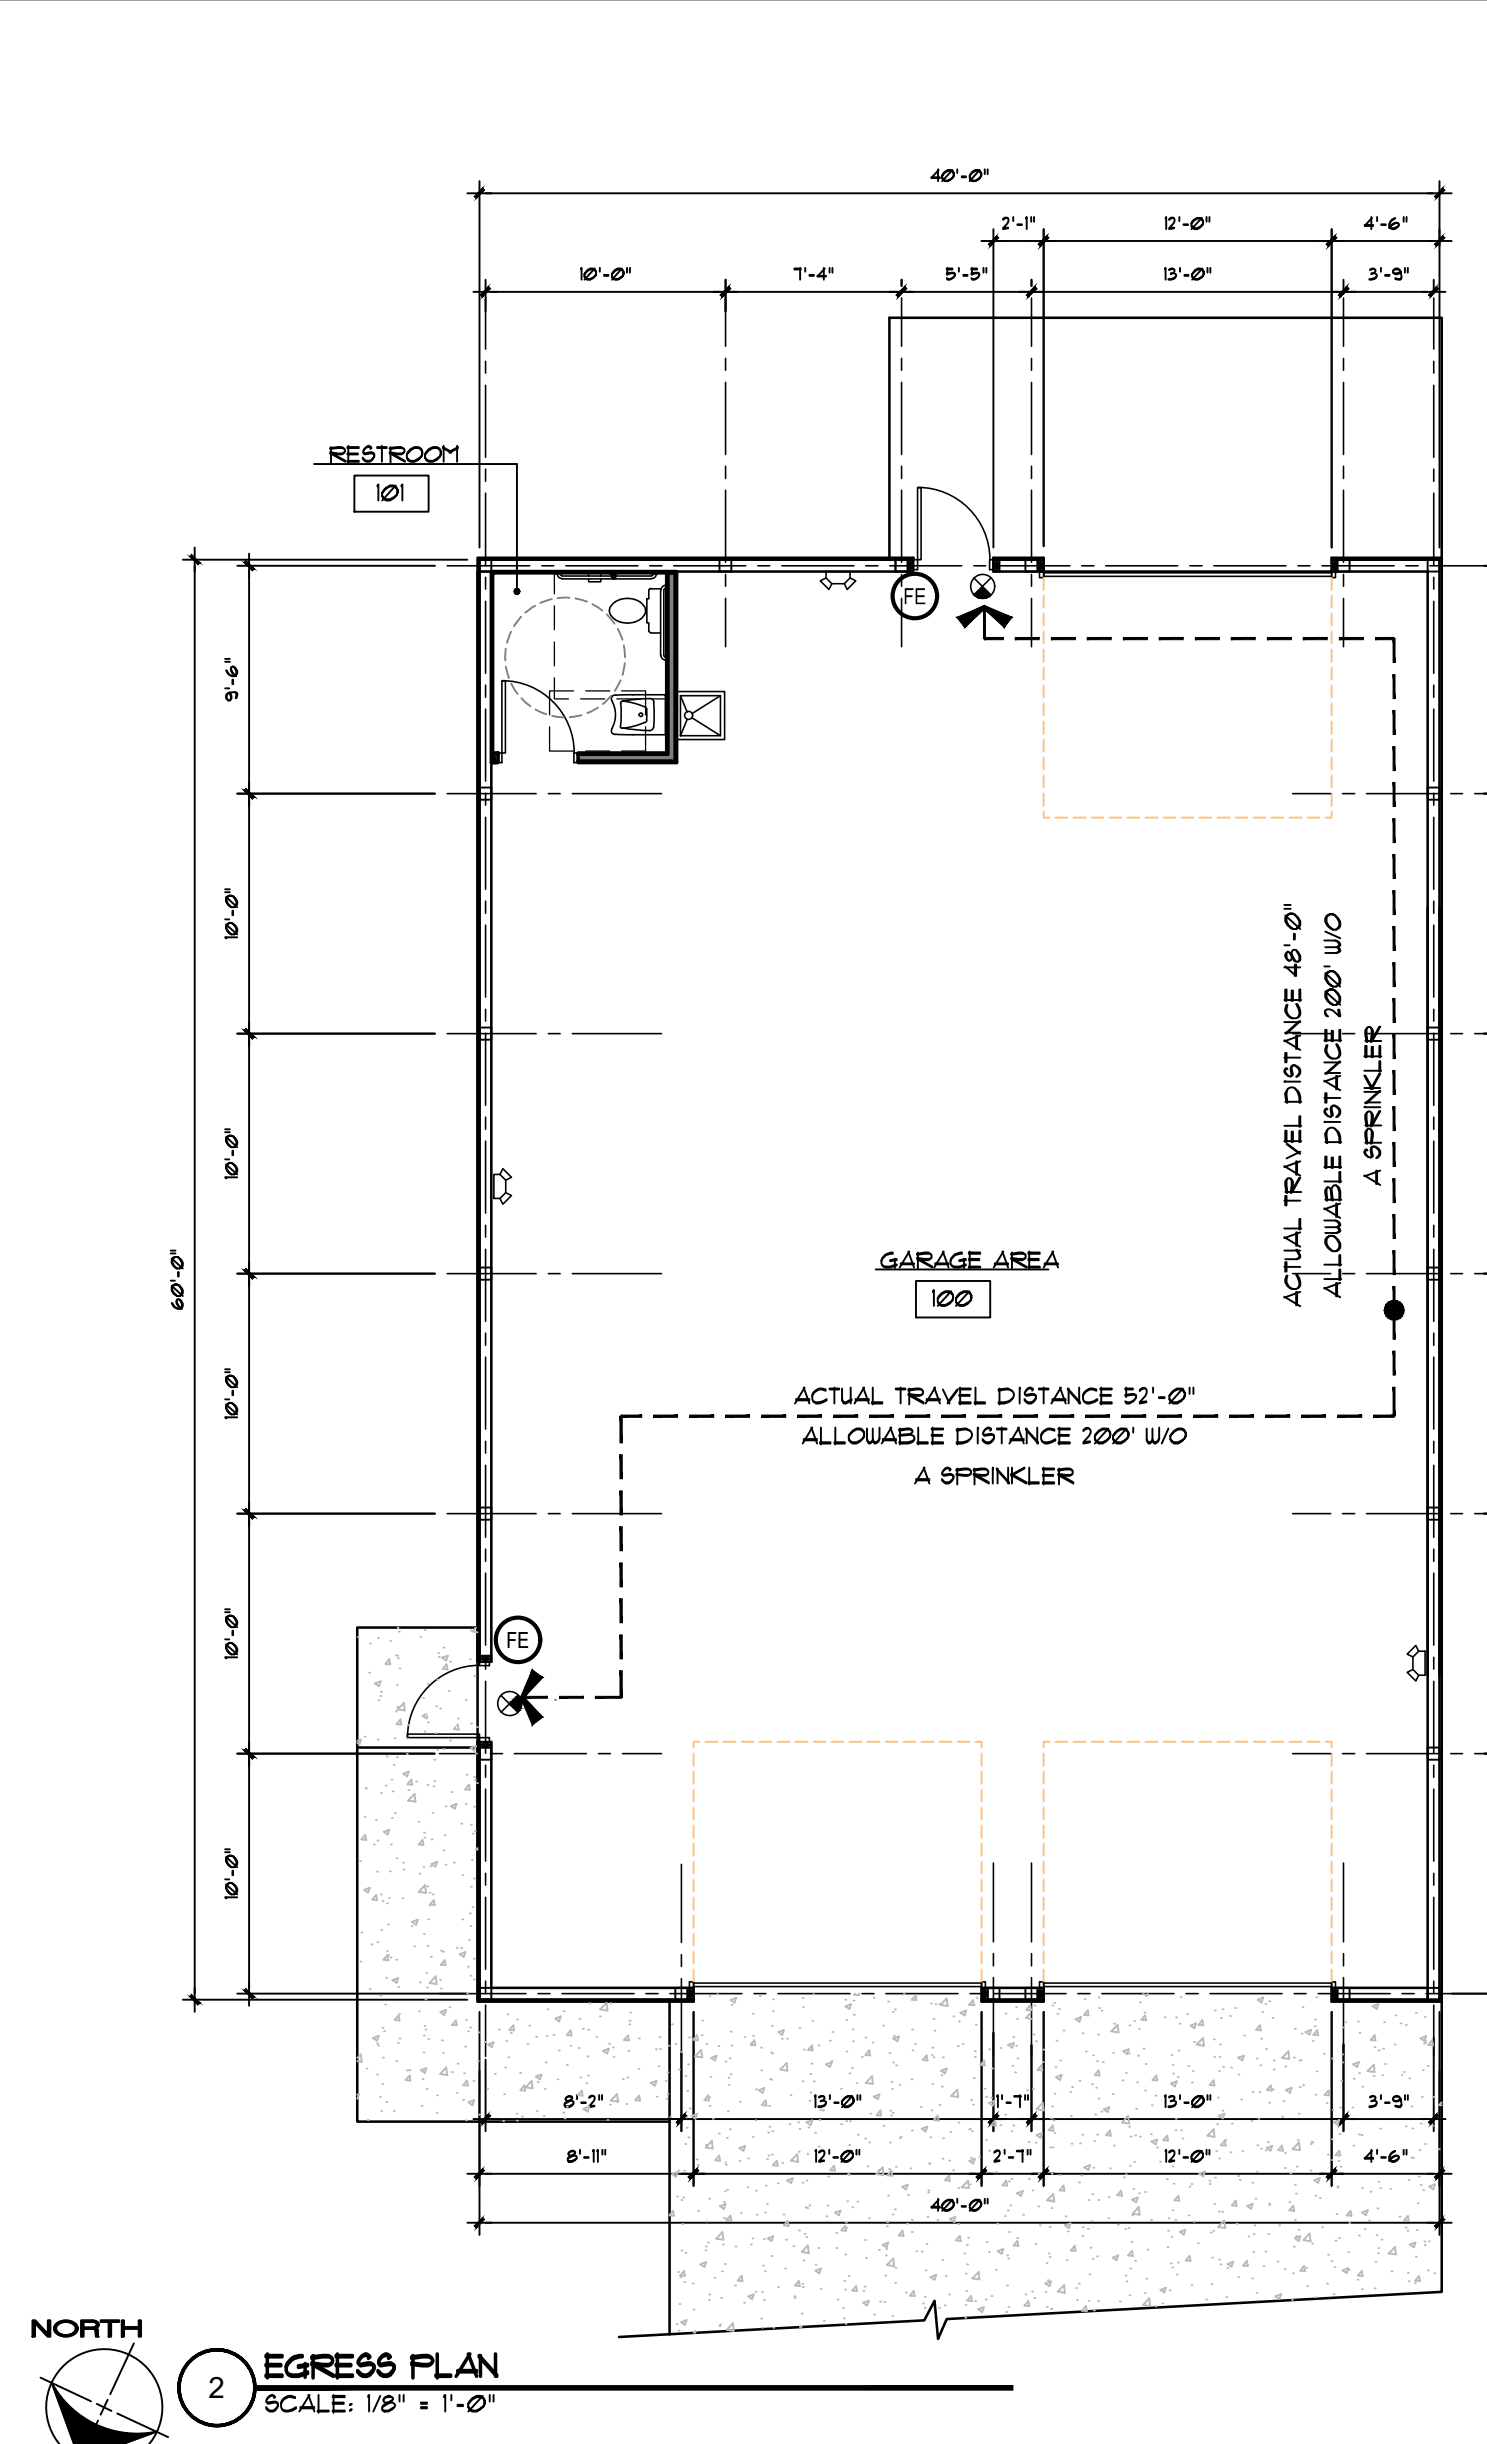 40'-0"
2'-1"
12'-0"
4'-6"
10'-0"
7'-4"
5'-5"
13'-0"
3'-9"
RESTROOM
101
FE
9'-6"
10'-0"
10'-0"
10'-0"
10'-0"
10'-0"
60'-0"
ACTUAL TRAVEL DISTANCE 48'-0"
ALLOWABLE DISTANCE 200' W/O
A SPRINKLER
GARAGE AREA
100
ACTUAL TRAVEL DISTANCE 52'-0"
ALLOWABLE DISTANCE 200' W/O
A SPRINKLER
FE
8'-2"
13'-0"
1'-7"
13'-0"
3'-9"
8'-11"
12'-0"
2'-7"
12'-0"
4'-6"
40'-0"
NORTH
2
EGRESS PLAN
SCALE: 1/8" = 1'-0"